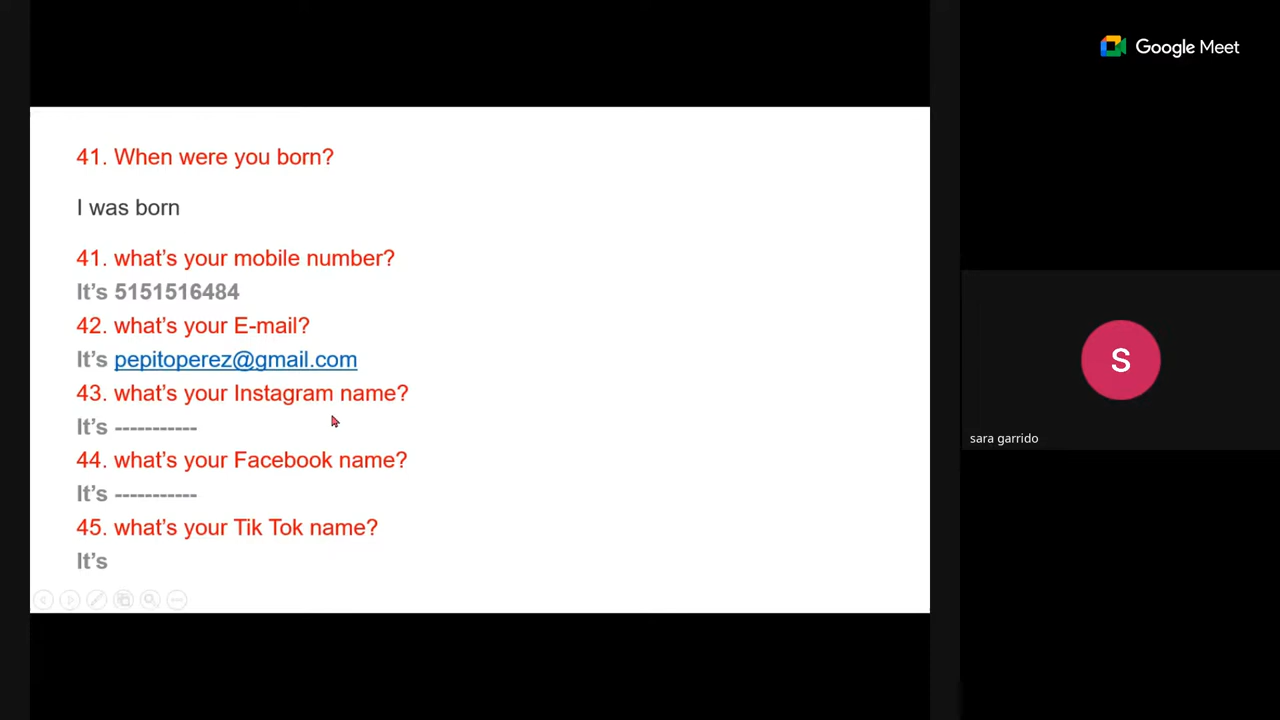 Google Meet
41. When were you born?
I was born
41. what's your mobile number?
It's 5151516484
42. what's your E-mail?
It's pepitoperez@gmail.com
43. what's your Instagram name?
It's -----------
44. what's your Facebook name?
It's -----------
45. what's your Tik Tok name?
It's
S
sara garrido